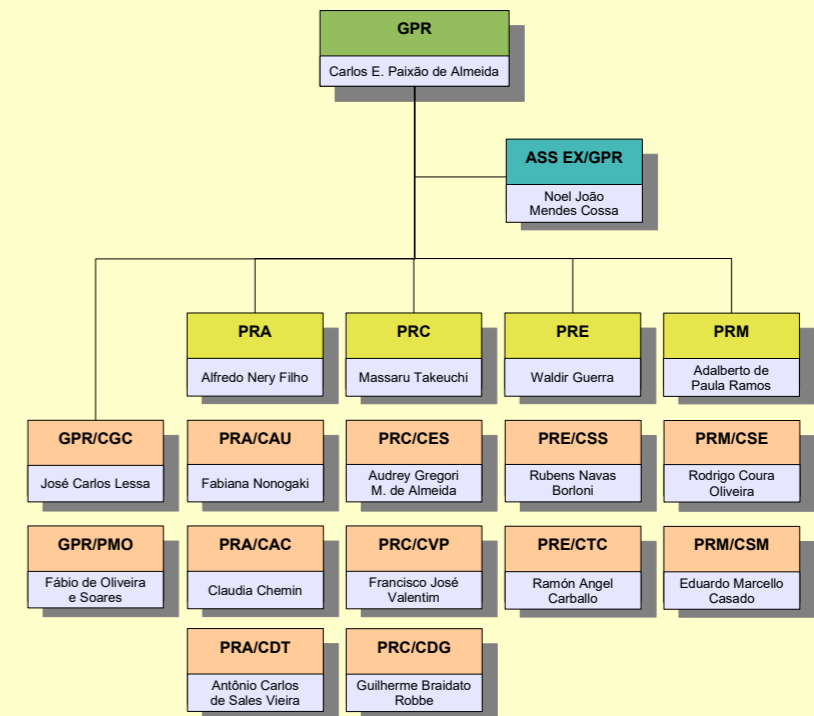 GPR
Carlos E. Paixão de Almeida
ASS EX/GPR
Noel João
Mendes Cossa
PRA
Alfredo Nery Filho
PRC
Massaru Takeuchi
PRE
Waldir Guerra
PRM
Adalberto de
Paula Ramos
GPR/CGC
José Carlos Lessa
PRA/CAU
Fabiana Nonogaki
PRC/CES
Audrey Gregori
M. de Almeida
PRE/CSS
Rubens Navas
Borloni
PRM/CSE
Rodrigo Coura
Oliveira
GPR/PMO
Fábio de Oliveira
e Soares
PRA/CAC
Claudia Chemin
PRC/CVP
Francisco José
Valentim
PRE/CTC
Ramón Angel
Carballo
PRM/CSM
Eduardo Marcello
Casado
PRA/CDT
Antônio Carlos
de Sales Vieira
PRC/CDG
Guilherme Braidato
Robbe